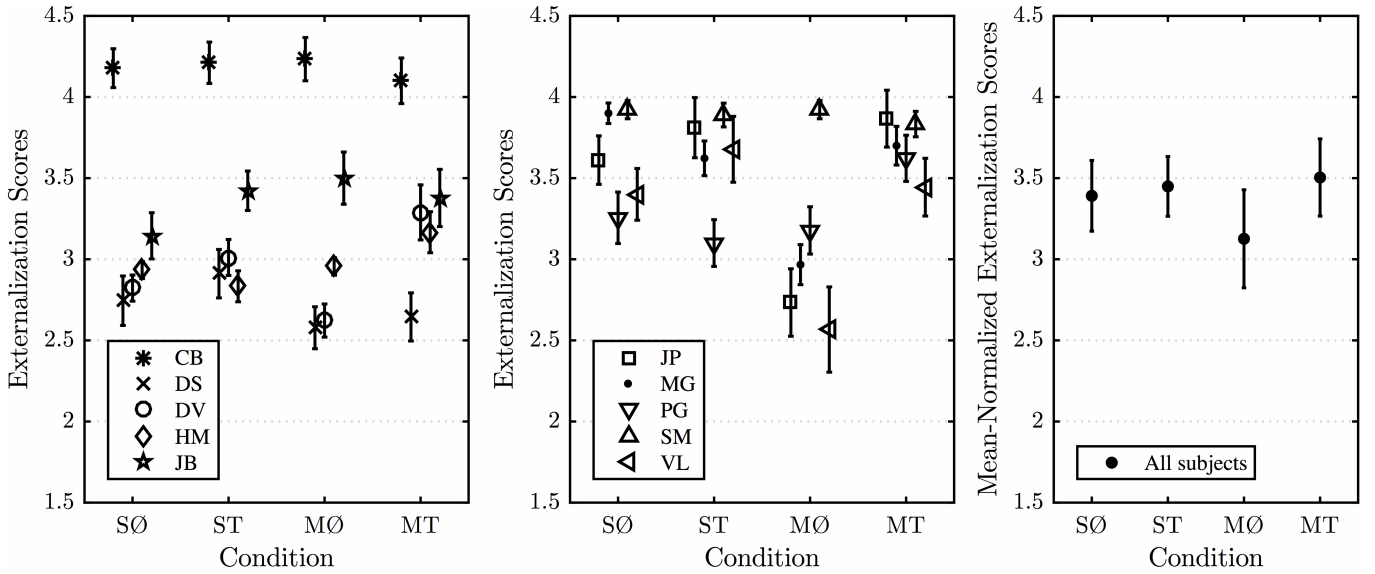 4.5
4
3.5
3
2.5
2
1.5
Externalization Scores
CB
DS
DV
HM
JB
SØ ST MØ MT
Condition
4.5
4
3.5
3
2.5
2
1.5
Externalization Scores
JP
MG
PG
SM
VL
SØ ST MØ MT
Condition
4.5
4
3.5
3
2.5
2
1.5
Mean-Normalized Externalization Scores
All subjects
SØ ST MØ MT
Condition